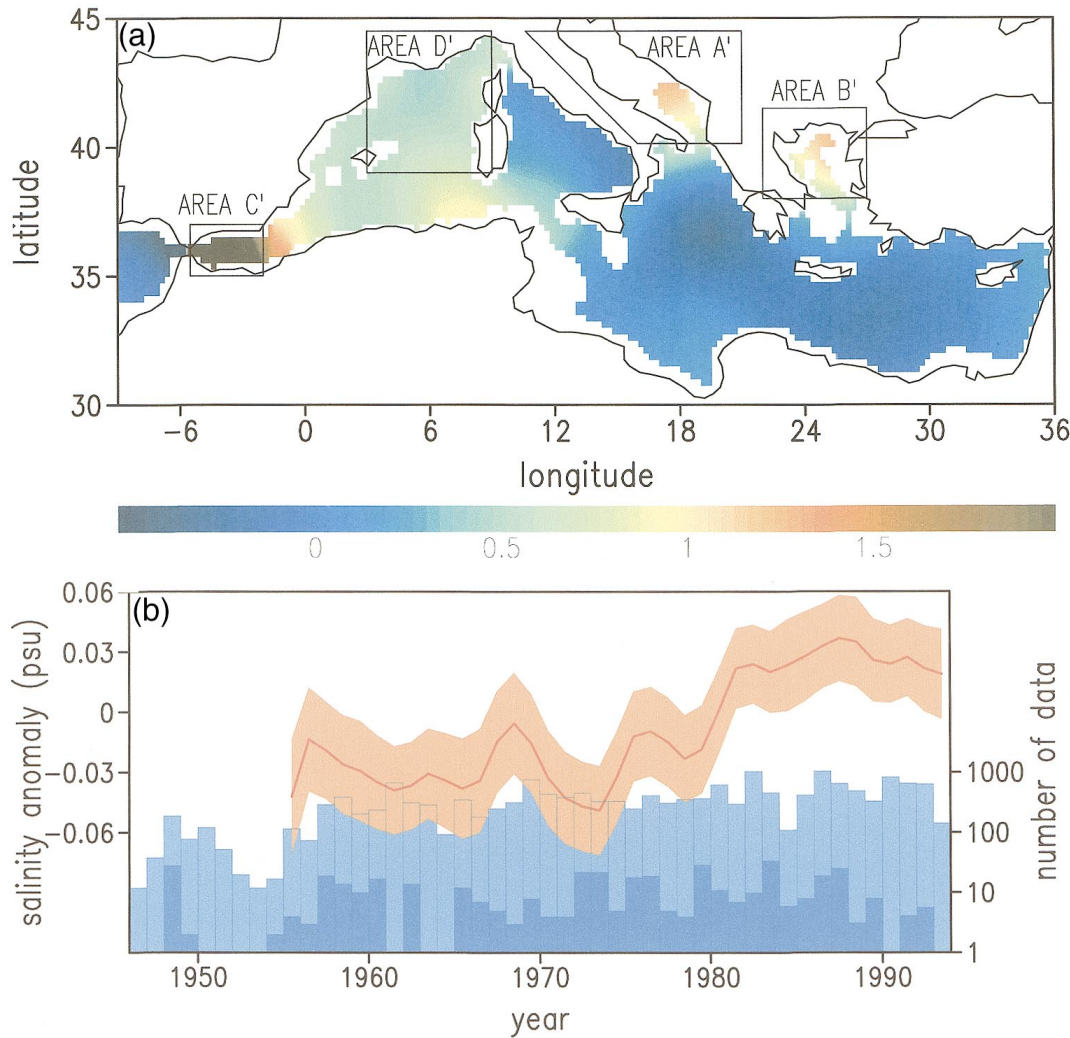 45
(a)
AREA D'
AREA A'
AREA B'
40
latitude
AREA C'
35
30
−6 0 6 12 18 24 30 36
longitude
0 0.5 1 1.5
0.06
(b)
0.03
0
−0.03
−0.06
salinity anomaly (psu)
1000
100
10
1
number of data
1950 1960 1970 1980 1990
year